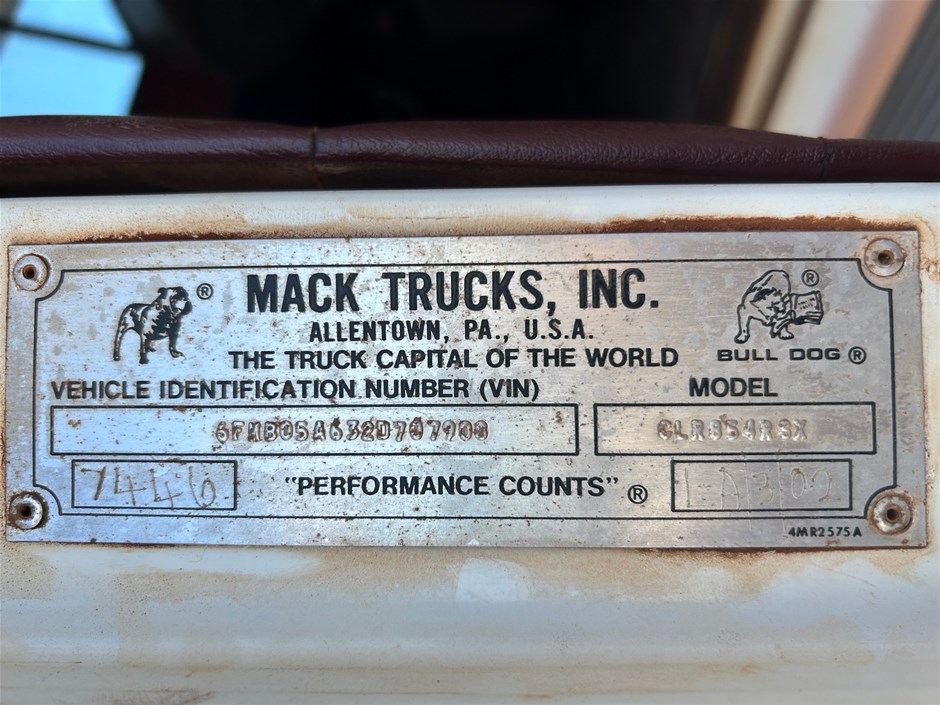 ® MACK TRUCKS, INC. ®
ALLENTOWN, PA., U.S.A.
THE TRUCK CAPITAL OF THE WORLD
BULL DOG ®
VEHICLE IDENTIFICATION NUMBER (VIN)
MODEL
7446
"PERFORMANCE COUNTS" ®
4MR2575A